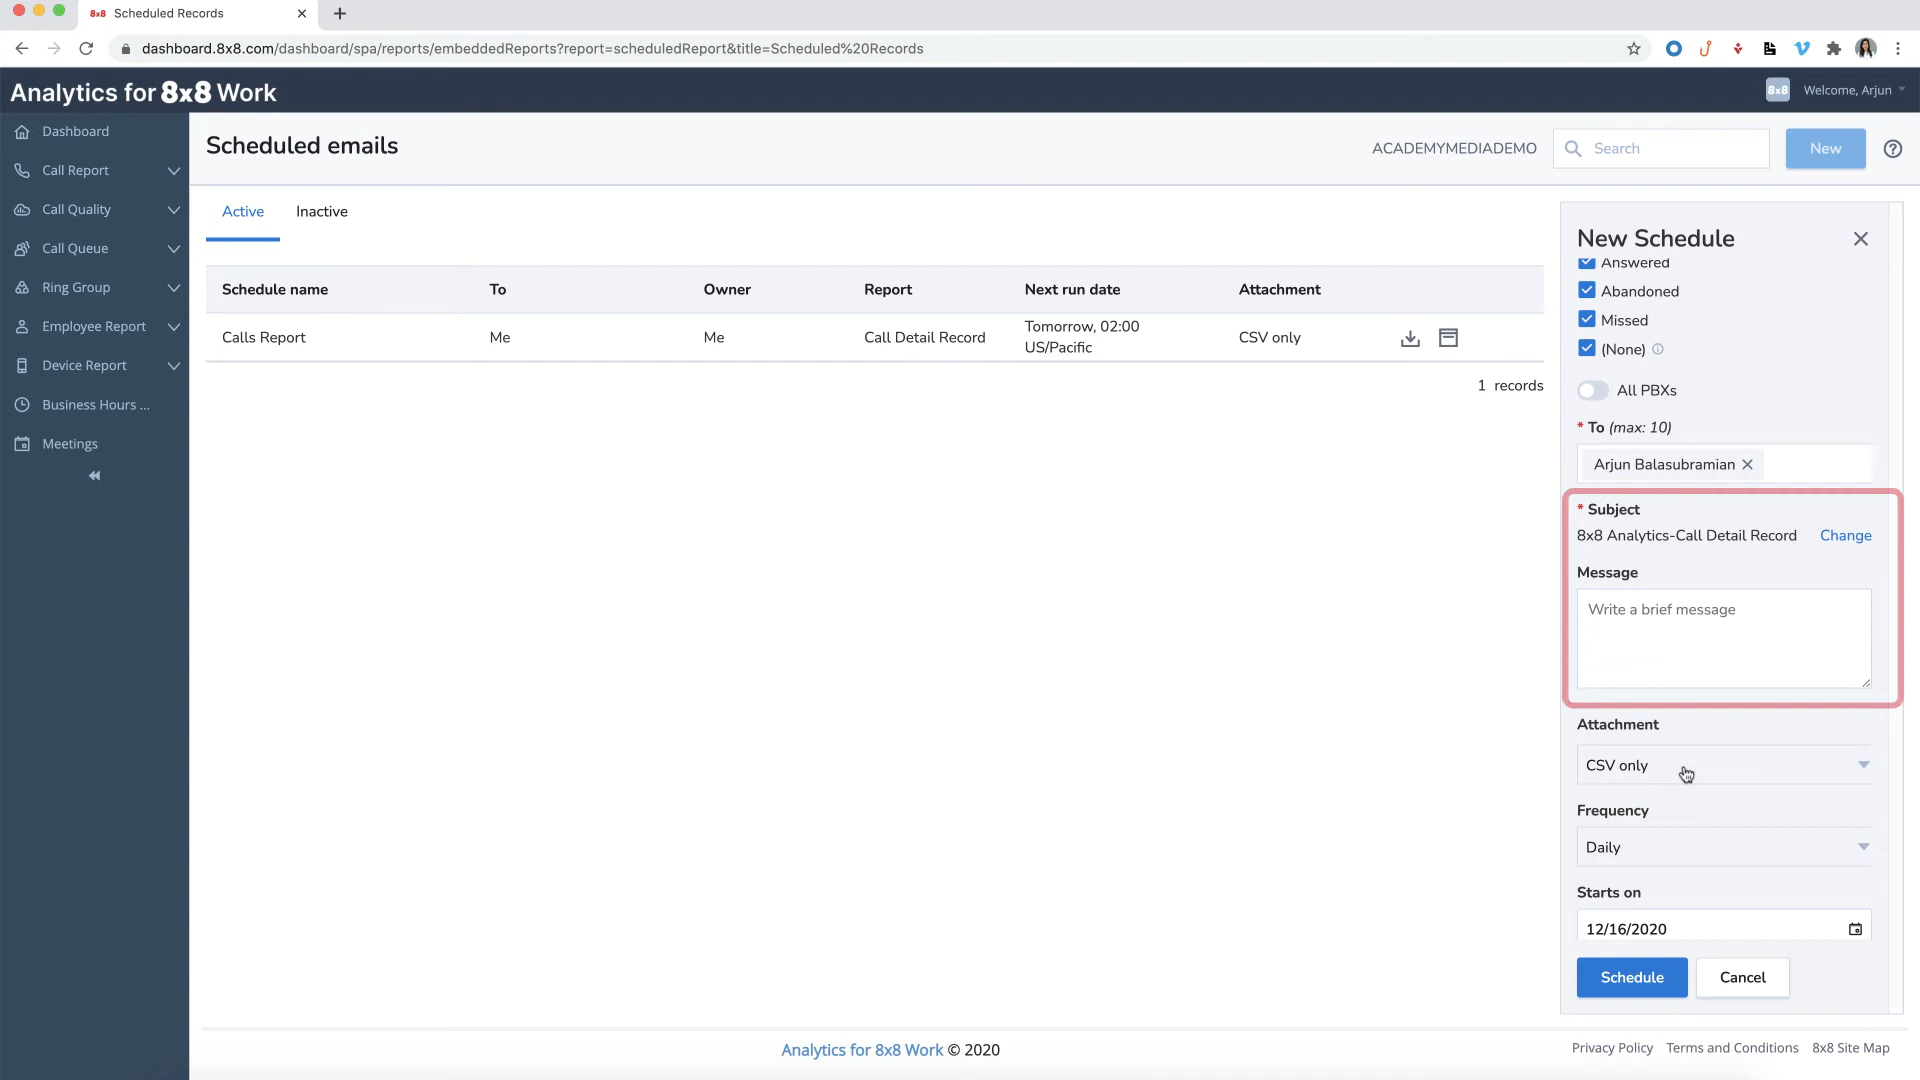 8x8 Scheduled Records
dashboard.8x8.com/dashboard/spa/reports/embeddedReports?report=scheduledReport&title=Scheduled%20Records
Analytics for 8x8 Work
8x8 Welcome, Arjun
Dashboard
Call Report
Call Quality
Call Queue
Ring Group
Employee Report
Device Report
Business Hours ...
Meetings
Scheduled emails
ACADEMYMEDIADEMO
Search
New
Active
Inactive
Schedule name To Owner Report Next run date Attachment
Calls Report Me Me Call Detail Record Tomorrow, 02:00 US/Pacific CSV only
1 records
New Schedule
Answered
Abandoned
Missed
(None)
All PBXs
* To (max: 10)
Arjun Balasubramian
* Subject
8x8 Analytics-Call Detail Record Change
Message
Write a brief message
Attachment
CSV only
Frequency
Daily
Starts on
12/16/2020
Schedule Cancel
Analytics for 8x8 Work © 2020
Privacy Policy Terms and Conditions 8x8 Site Map